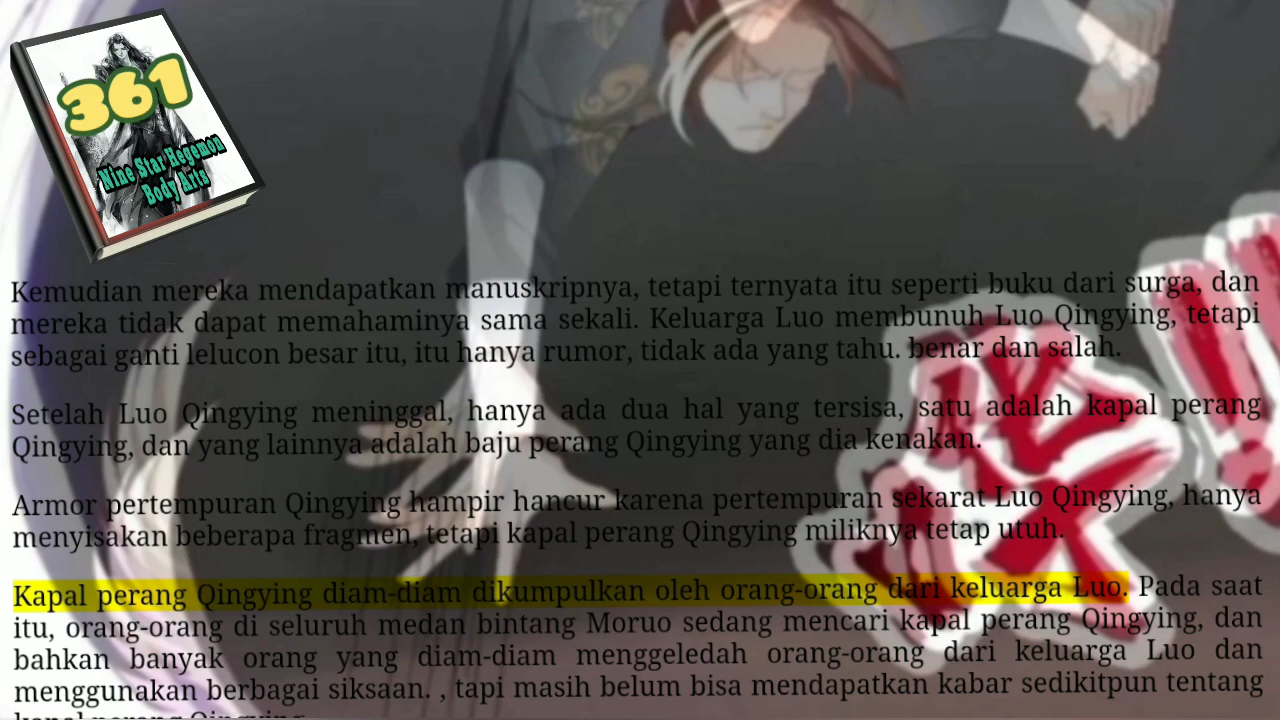 361
Nine Star Hegemon
Body Arts
Kemudian mereka mendapatkan manuskripnya, tetapi ternyata itu seperti buku dari surga, dan
mereka tidak dapat memahaminya sama sekali. Keluarga Luo membunuh Luo Qingying, tetapi
sebagai ganti lelucon besar itu, itu hanya rumor, tidak ada yang tahu. benar dan salah.
Setelah Luo Qingying meninggal, hanya ada dua hal yang tersisa, satu adalah kapal perang
Qingying, dan yang lainnya adalah baju perang Qingying yang dia kenakan.
Armor pertempuran Qingying hampir hancur karena pertempuran sekarat Luo Qingying, hanya
menyisakan beberapa fragmen, tetapi kapal perang Qingying miliknya tetap utuh.
Kapal perang Qingying diam-diam dikumpulkan oleh orang-orang dari keluarga Luo. Pada saat
itu, orang-orang di seluruh medan bintang Moruo sedang mencari kapal perang Qingying, dan
bahkan banyak orang yang diam-diam menggeledah orang-orang dari keluarga Luo dan
menggunakan berbagai siksaan. , tapi masih belum bisa mendapatkan kabar sedikitpun tentang
kapal perang Qingying